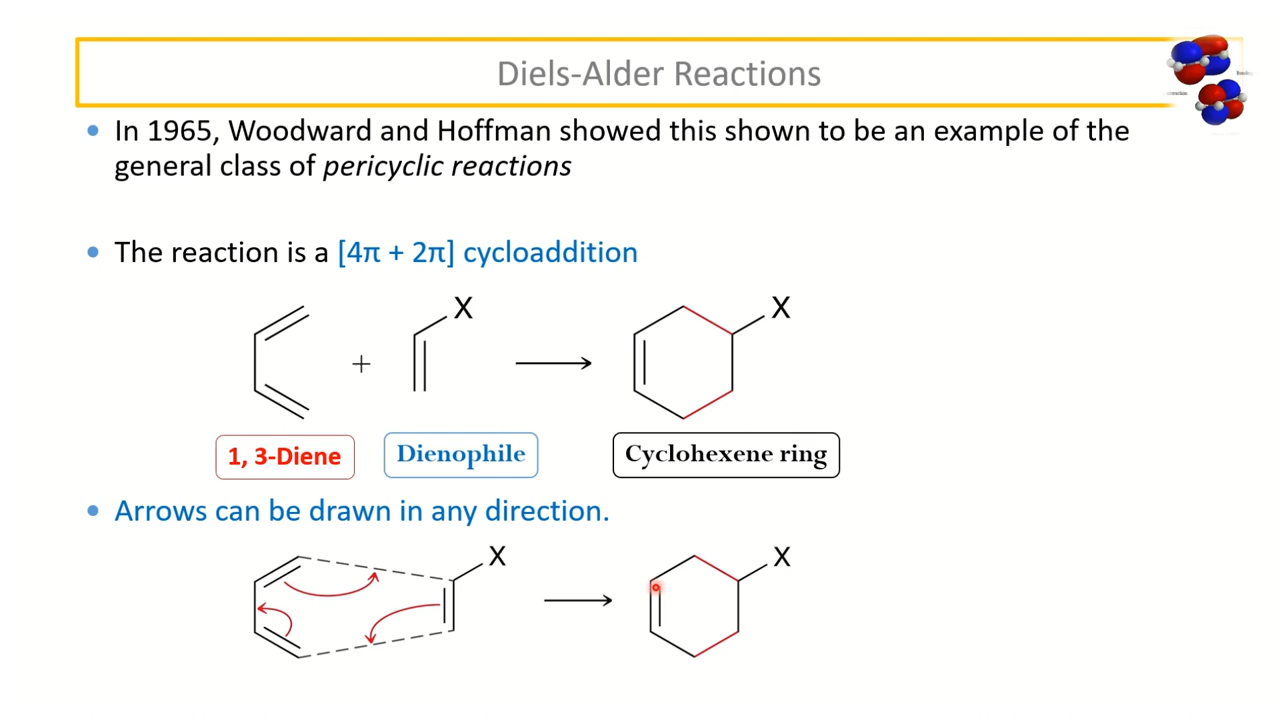 Diels-Alder Reactions
In 1965, Woodward and Hoffman showed this shown to be an example of the
general class of pericyclic reactions
The reaction is a [4π + 2π] cycloaddition
X
X
+
1, 3-Diene
Dienophile
Cyclohexene ring
Arrows can be drawn in any direction.
X
X